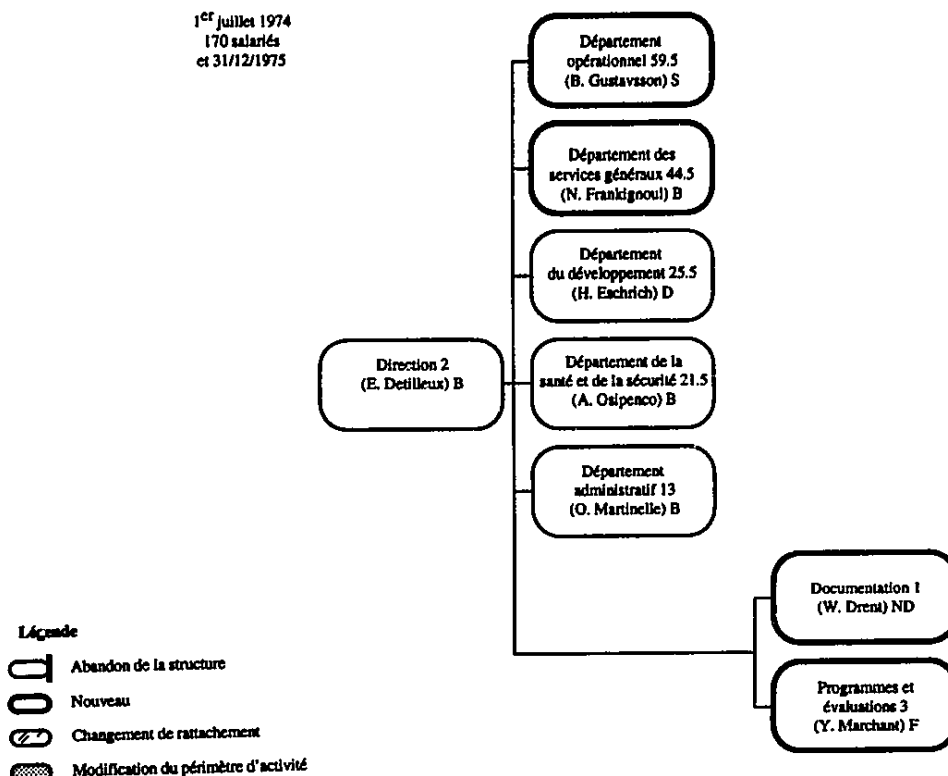 1er juillet 1974
170 salariés
et 31/12/1975
Département
opérationnel 59.5
(B. Gustavsson) S
Département des
services généraux 44.5
(N. Frankignoul) B
Département
du développement 25.5
(H. Eschrich) D
Direction 2
(E. Detilleux) B
Département de la
santé et de la sécurité 21.5
(A. Osipenco) B
Département
administratif 13
(O. Martinelle) B
Documentation 1
(W. Drent) ND
Programmes et
évaluations 3
(Y. Marchant) F
Légende
Abandon de la structure
Nouveau
Changement de rattachement
Modification du périmètre d'activité